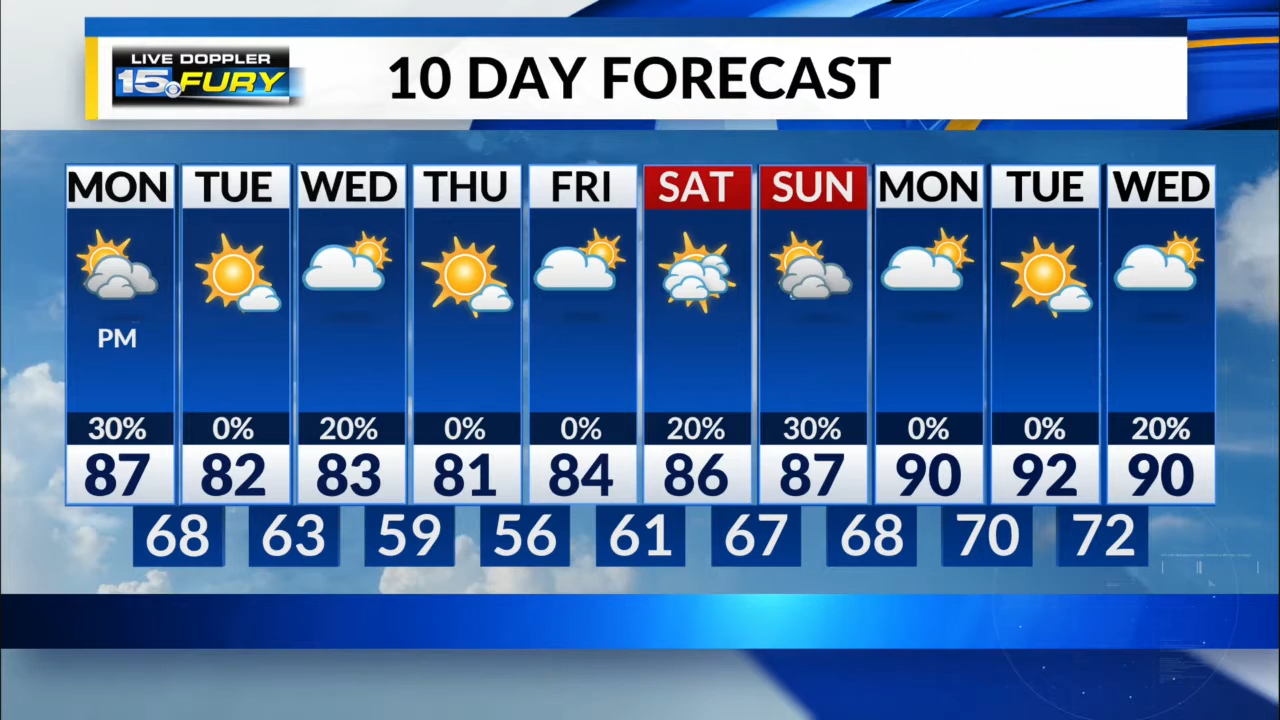 LIVE DOPPLER
15 FURY
10 DAY FORECAST
MON TUE WED THU FRI SAT SUN MON TUE WED
PM
30% 0% 20% 0% 0% 20% 30% 0% 0% 20%
87 82 83 81 84 86 87 90 92 90
68 63 59 56 61 67 68 70 72